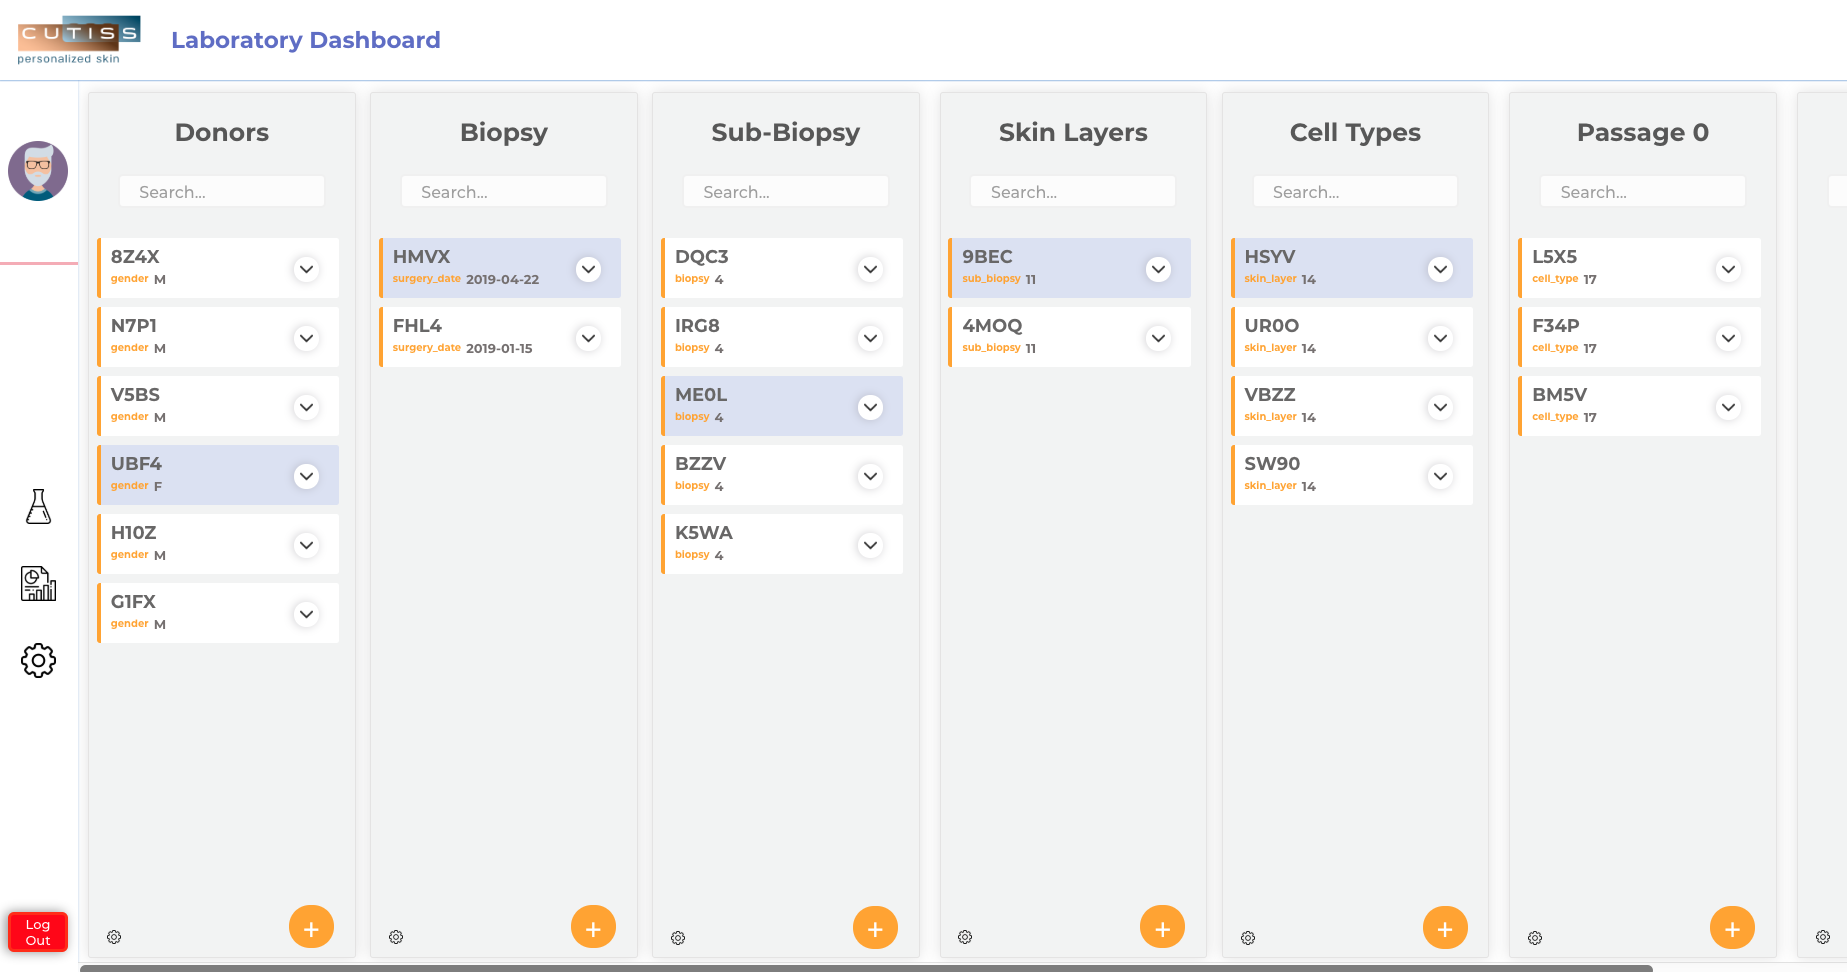 CUTISS
personalized skin
Laboratory Dashboard
Donors
Search...
8Z4X
gender M
N7P1
gender M
V5BS
gender M
UBF4
gender F
H10Z
gender M
G1FX
gender M
+
Biopsy
Search...
HMVX
surgery_date 2019-04-22
FHL4
surgery_date 2019-01-15
+
Sub-Biopsy
Search...
DQC3
biopsy 4
IRG8
biopsy 4
ME0L
biopsy 4
BZZV
biopsy 4
K5WA
biopsy 4
+
Skin Layers
Search...
9BEC
sub_biopsy 11
4MOQ
sub_biopsy 11
+
Cell Types
Search...
HSYV
skin_layer 14
UR0O
skin_layer 14
VBZZ
skin_layer 14
SW90
skin_layer 14
+
Passage 0
Search...
L5X5
cell_type 17
F34P
cell_type 17
BM5V
cell_type 17
+
Log
Out